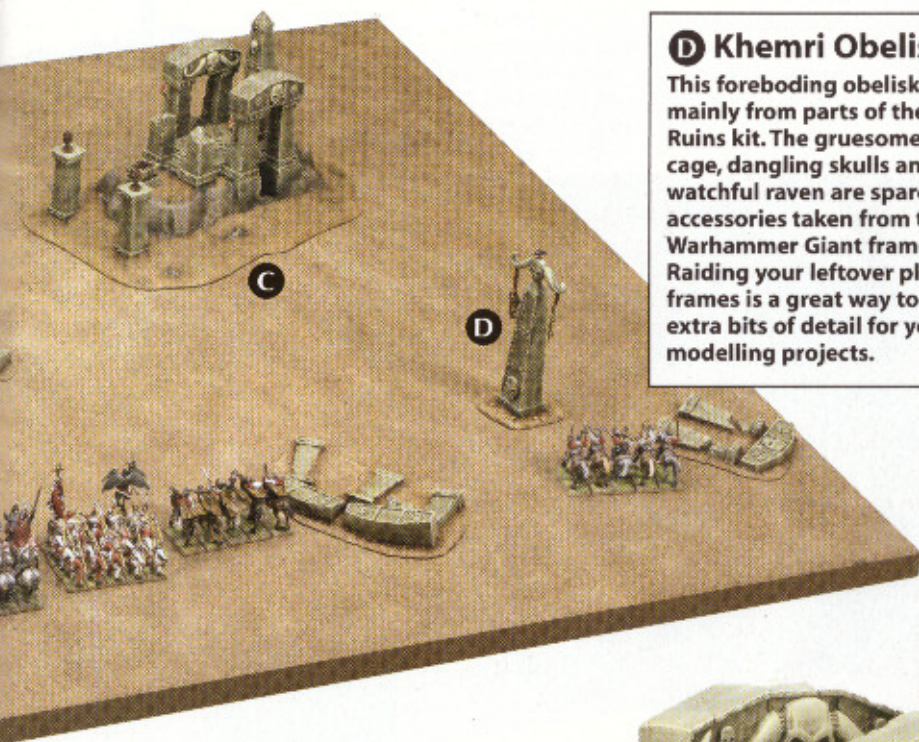 D Khemri Obelis
This foreboding obelisk
mainly from parts of the
Ruins kit. The gruesome
cage, dangling skulls an
watchful raven are spare
accessories taken from t
Warhammer Giant fram
Raiding your leftover pl
frames is a great way to
extra bits of detail for yo
modelling projects.
C
D